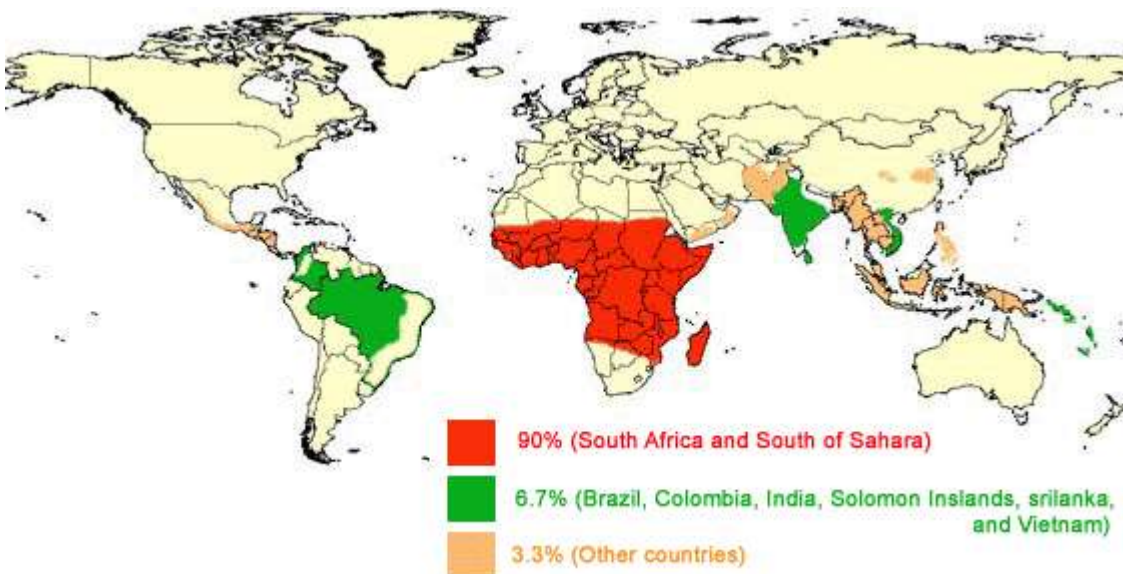 90% (South Africa and South of Sahara)
6.7% (Brazil, Colombia, India, Solomon Inslands, srilanka,
and Vietnam)
3.3% (Other countries)